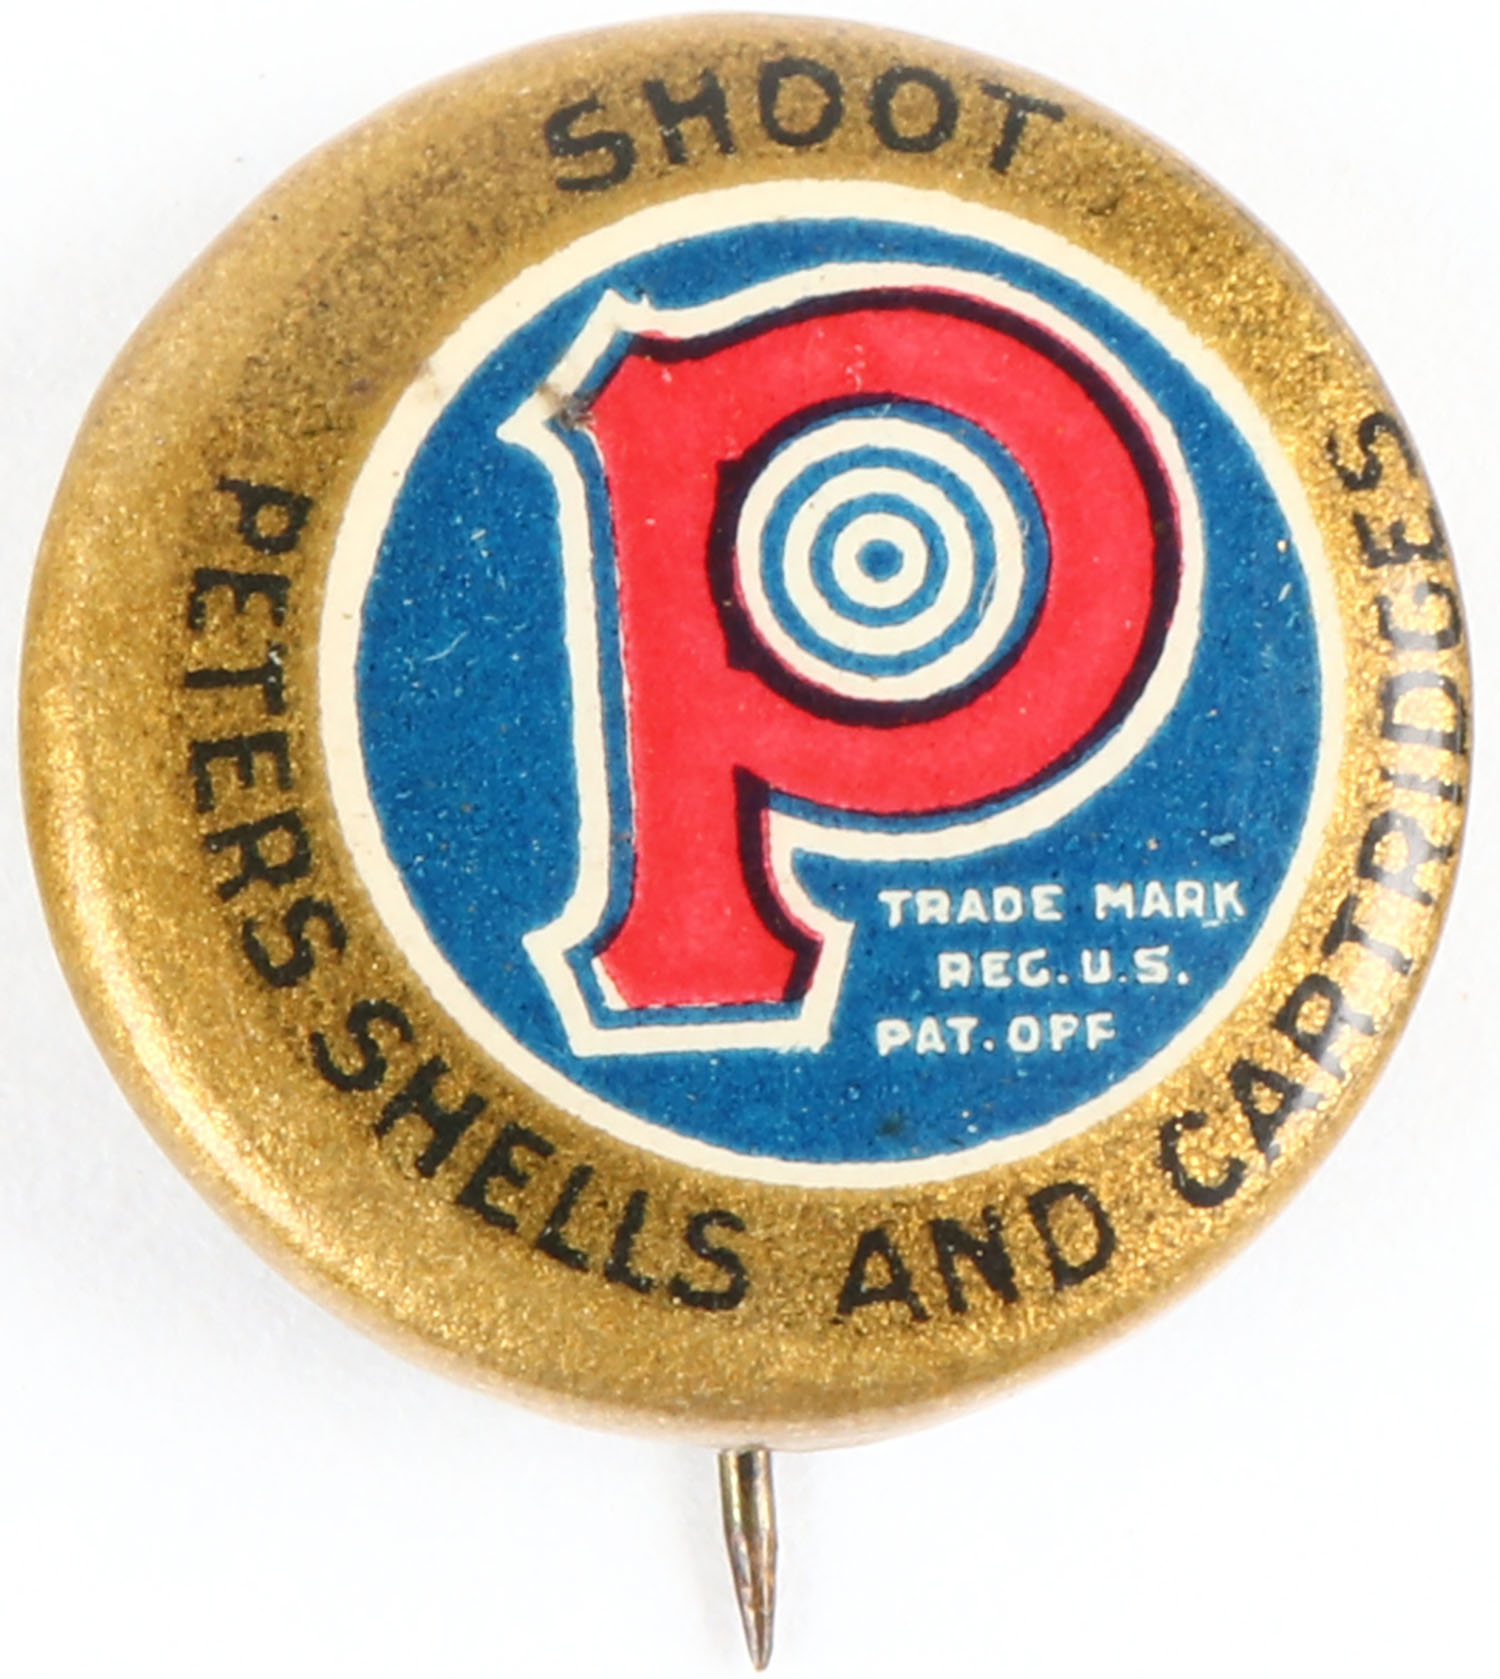 SHOOT
PETERS SHELLS AND CARTRIDGES
P
TRADE MARK
REG. U.S.
PAT. OFF